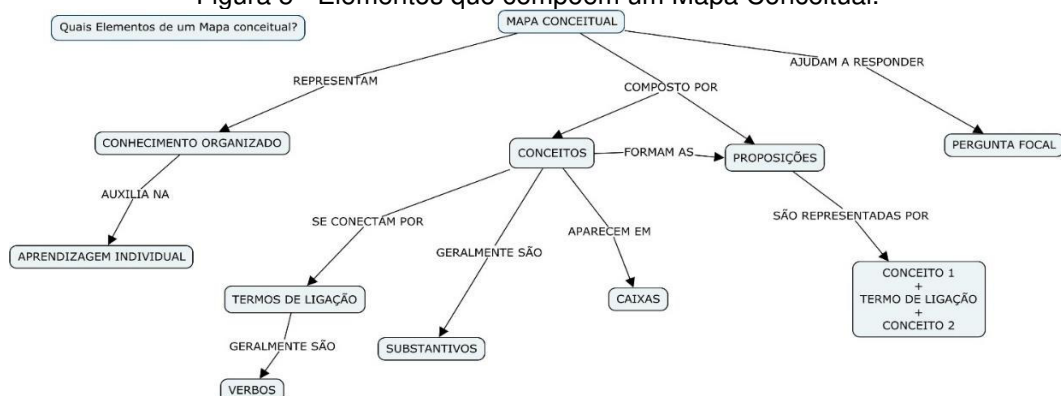 Figura 3 - Elementos que compõem um Mapa Conceitual.
Quais Elementos de um Mapa conceitual?
MAPA CONCEITUAL
REPRESENTAM
COMPOSTO POR
AJUDAM A RESPONDER
CONHECIMENTO ORGANIZADO
CONCEITOS
FORMAM AS
PROPOSIÇÕES
PERGUNTA FOCAL
AUXILIA NA
SE CONECTAM POR
GERALMENTE SÃO
APARECEM EM
SÃO REPRESENTADAS POR
APRENDIZAGEM INDIVIDUAL
TERMOS DE LIGAÇÃO
CAIXAS
CONCEITO 1
+
TERMO DE LIGAÇÃO
+
CONCEITO 2
GERALMENTE SÃO
SUBSTANTIVOS
VERBOS